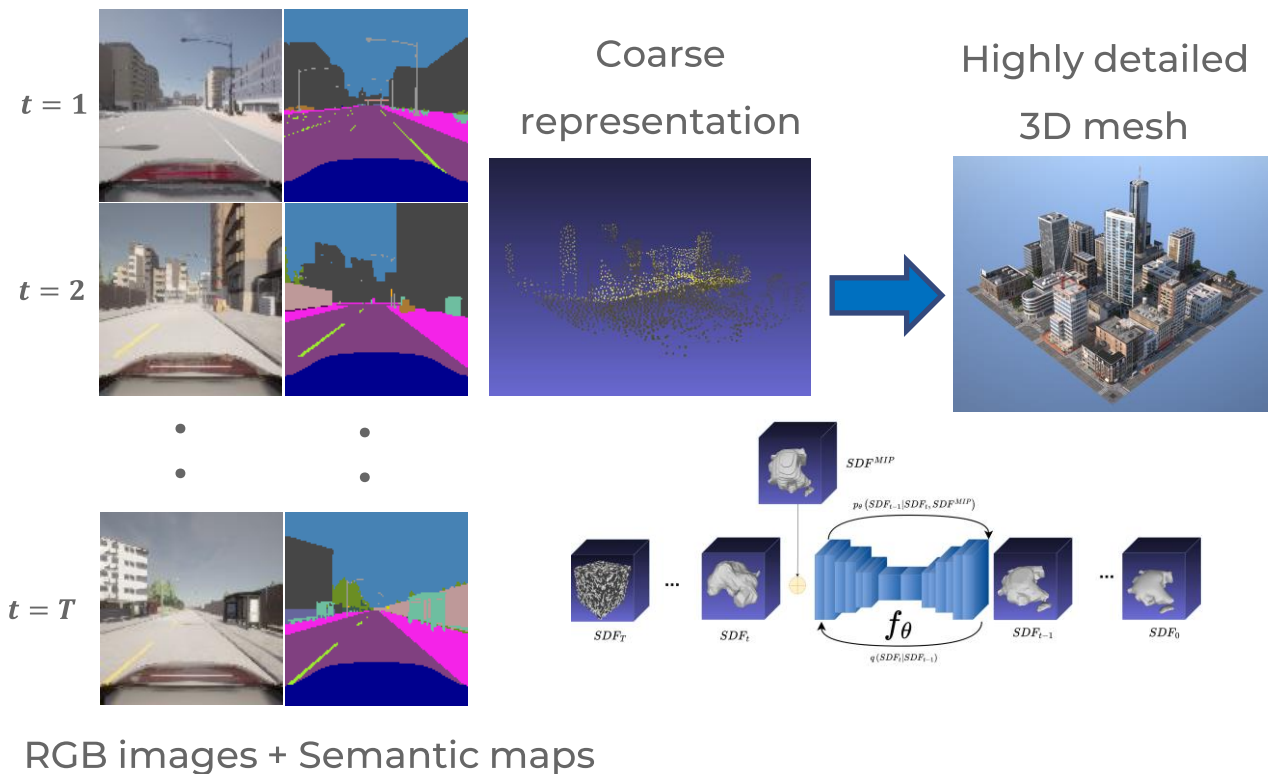 t = 1
t = 2
t = T
RGB images + Semantic maps
Coarse
representation
Highly detailed
3D mesh
SDF^{MIP}
p_θ (SDF_{t−1}|SDF_t, SDF^{MIP})
...
...
f_θ
SDF_T
SDF_t
SDF_{t−1}
SDF_0
q (SDF_t|SDF_{t−1})